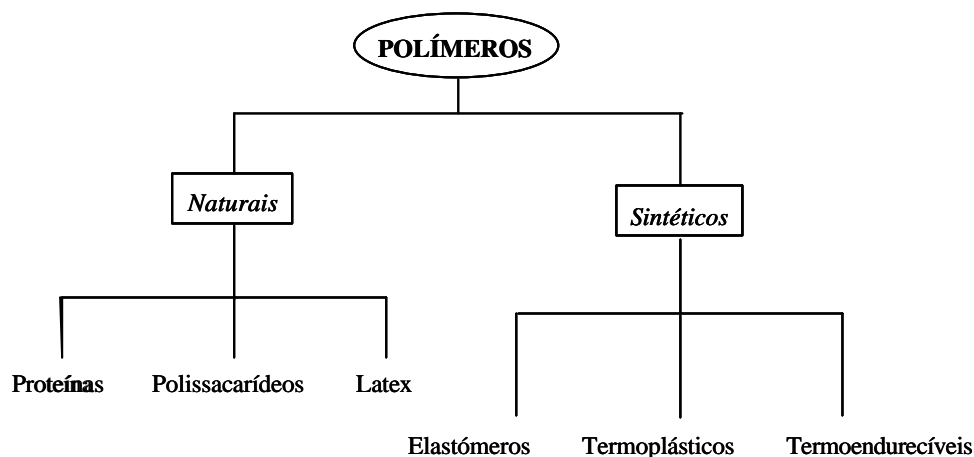 POLÍMEROS
Naturais
Sintéticos
Proteínas Polissacarídeos Latex
Elastómeros Termoplásticos Termoendurecíveis